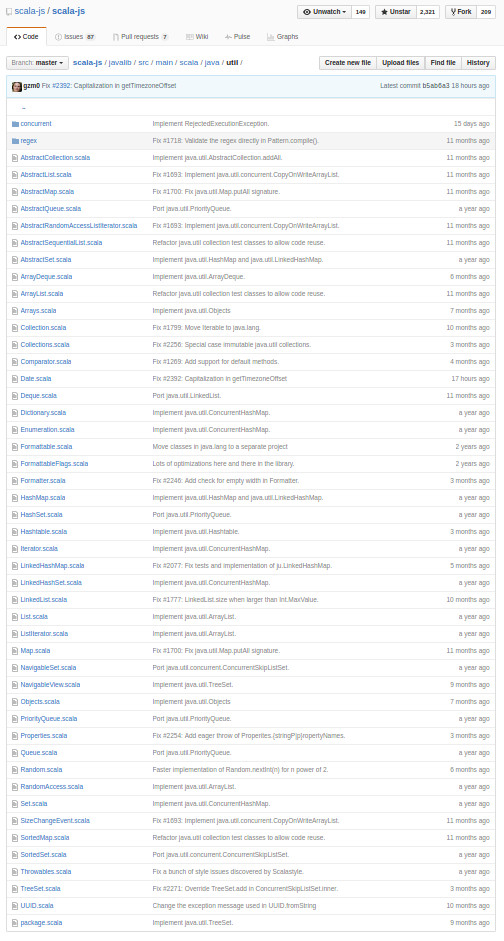 scala-js / scala-js
Unwatch 149 Unstar 2,321 Fork 209
Code Issues 87 Pull requests 7 Wiki Pulse Graphs
Branch: master scala-js / javalib / src / main / scala / java / util / Create new file Upload files Find file History
gzm0 Fix #2392: Capitalization in getTimezoneOffset Latest commit b5ab6a3 18 hours ago
..
concurrent Implement RejectedExecutionException. 15 days ago
regex Fix #1718: Validate the regex directly in Pattern.compile(). 11 months ago
AbstractCollection.scala Implement java.util.AbstractCollection.addAll. 11 months ago
AbstractList.scala Fix #1693: Implement java.util.concurrent.CopyOnWriteArrayList. 11 months ago
AbstractMap.scala Fix #1700: Fix java.util.Map.putAll signature. 11 months ago
AbstractQueue.scala Port java.util.PriorityQueue. a year ago
AbstractRandomAccessListIterator.scala Fix #1693: Implement java.util.concurrent.CopyOnWriteArrayList. 11 months ago
AbstractSequentialList.scala Refactor java.util collection test classes to allow code reuse. 11 months ago
AbstractSet.scala Implement java.util.HashMap and java.util.LinkedHashMap. a year ago
ArrayDeque.scala Implement java.util.ArrayDeque. 6 months ago
ArrayList.scala Refactor java.util collection test classes to allow code reuse. 11 months ago
Arrays.scala Implement java.util.Objects 7 months ago
Collection.scala Fix #1799: Move Iterable to java.lang. 10 months ago
Collections.scala Fix #2256: Special case immutable java.util collections. 3 months ago
Comparator.scala Fix #1269: Add support for default methods. 4 months ago
Date.scala Fix #2392: Capitalization in getTimezoneOffset 17 hours ago
Deque.scala Port java.util.LinkedList. 11 months ago
Dictionary.scala Implement java.util.ConcurrentHashMap. a year ago
Enumeration.scala Implement java.util.ConcurrentHashMap. a year ago
Formattable.scala Move classes in java.lang to a separate project 2 years ago
FormattableFlags.scala Lots of optimizations here and there in the library. 2 years ago
Formatter.scala Fix #2246: Add check for empty width in Formatter. 3 months ago
HashMap.scala Implement java.util.HashMap and java.util.LinkedHashMap. a year ago
HashSet.scala Port java.util.PriorityQueue. a year ago
Hashtable.scala Implement java.util.Hashtable. 3 months ago
Iterator.scala Implement java.util.ConcurrentHashMap. a year ago
LinkedHashMap.scala Fix #2077: Fix tests and implementation of ju.LinkedHashMap. 5 months ago
LinkedHashSet.scala Implement java.util.ConcurrentHashMap. a year ago
LinkedList.scala Fix #1777: LinkedList.size when larger than Int.MaxValue. 10 months ago
List.scala Implement java.util.ArrayList. a year ago
ListIterator.scala Implement java.util.ArrayList. a year ago
Map.scala Fix #1700: Fix java.util.Map.putAll signature. 11 months ago
NavigableSet.scala Port java.util.concurrent.ConcurrentSkipListSet. a year ago
NavigableView.scala Implement java.util.TreeSet. 9 months ago
Objects.scala Implement java.util.Objects 7 months ago
PriorityQueue.scala Port java.util.PriorityQueue. a year ago
Properties.scala Fix #2254: Add eager throw of Properties.{stringP|p}ropertyNames. 3 months ago
Queue.scala Port java.util.PriorityQueue. a year ago
Random.scala Faster implementation of Random.nextInt(n) for n power of 2. 6 months ago
RandomAccess.scala Implement java.util.ArrayList. a year ago
Set.scala Implement java.util.ConcurrentHashMap. a year ago
SizeChangeEvent.scala Fix #1693: Implement java.util.concurrent.CopyOnWriteArrayList. 11 months ago
SortedMap.scala Refactor java.util collection test classes to allow code reuse. 11 months ago
SortedSet.scala Port java.util.concurrent.ConcurrentSkipListSet. a year ago
Throwables.scala Fix a bunch of style issues discovered by Scalastyle. a year ago
TreeSet.scala Fix #2271: Override TreeSet.add in ConcurrentSkipListSet.inner. 3 months ago
UUID.scala Change the exception message used in UUID.fromString 10 months ago
package.scala Implement java.util.TreeSet. 9 months ago